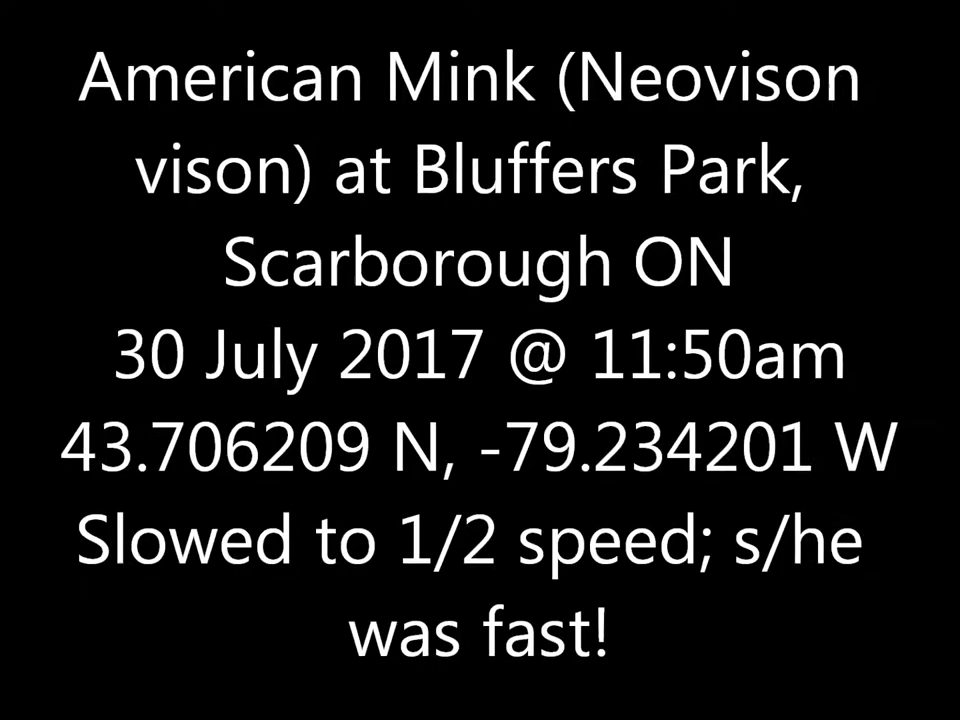 American Mink (Neovison
vison) at Bluffers Park,
Scarborough ON
30 July 2017 @ 11:50am
43.706209 N, -79.234201 W
Slowed to 1/2 speed; s/he
was fast!